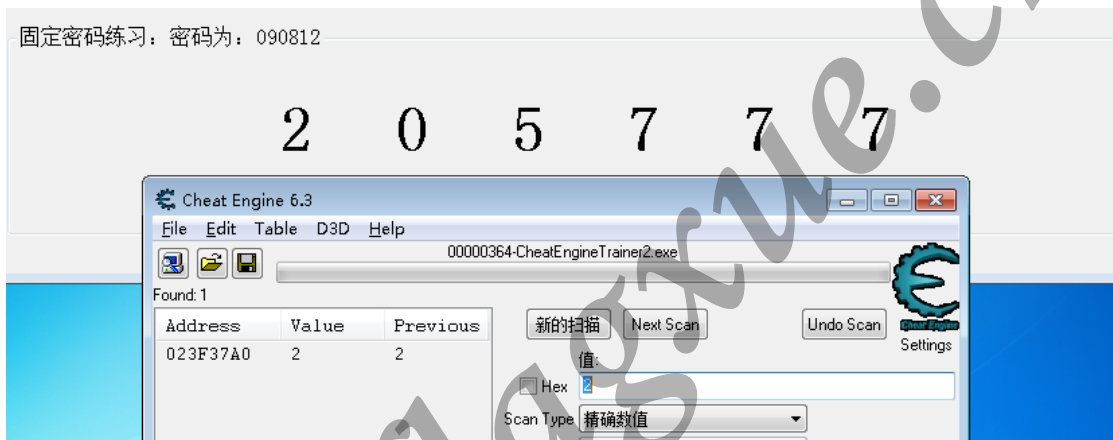 固定密码练习：密码为：090812
2 0 5 7 7 7
Cheat Engine 6.3
File Edit Table D3D Help
00000364-CheatEngineTrainer2.exe
Found: 1
Address Value Previous
023F37A0 2 2
新的扫描 Next Scan Undo Scan
Cheat Engine
Settings
值:
Hex 2
Scan Type 精确数值